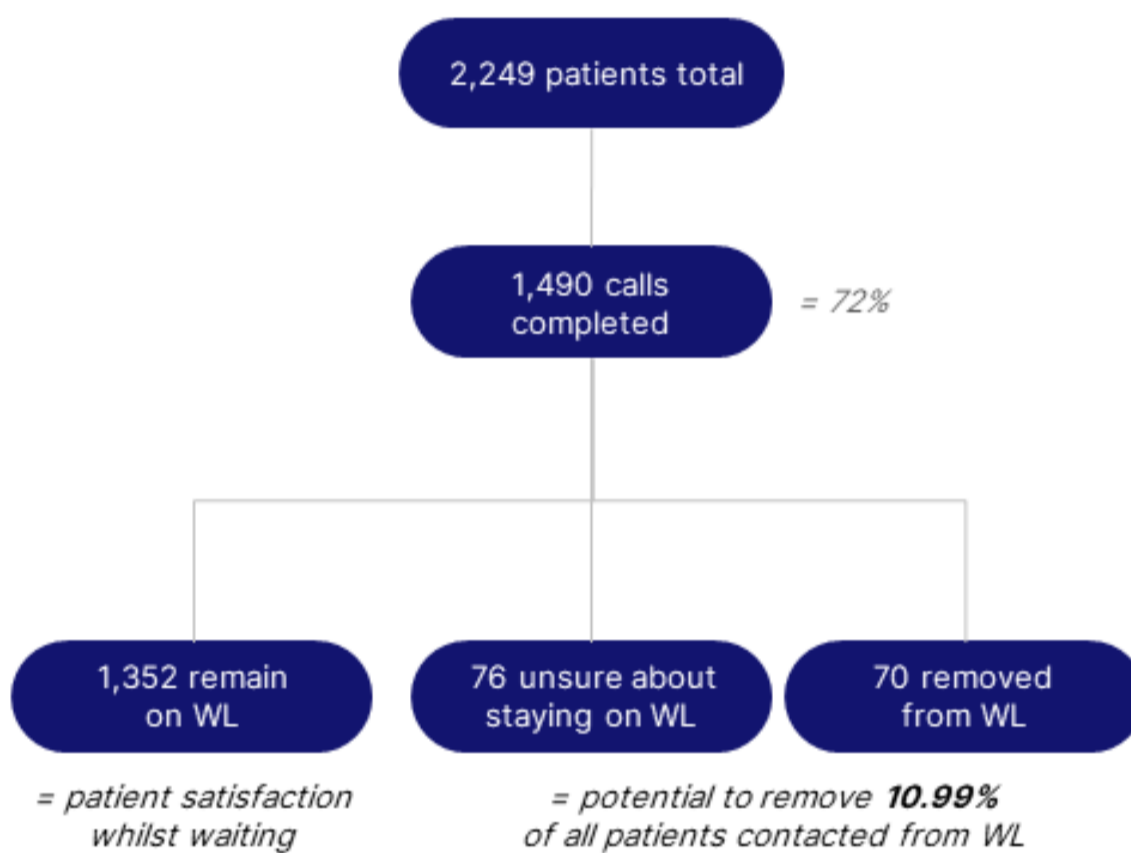 2,249 patients total
1,490 calls
completed
= 72%
1,352 remain
on WL
76 unsure about
staying on WL
70 removed
from WL
= patient satisfaction
whilst waiting
= potential to remove 10.99%
of all patients contacted from WL